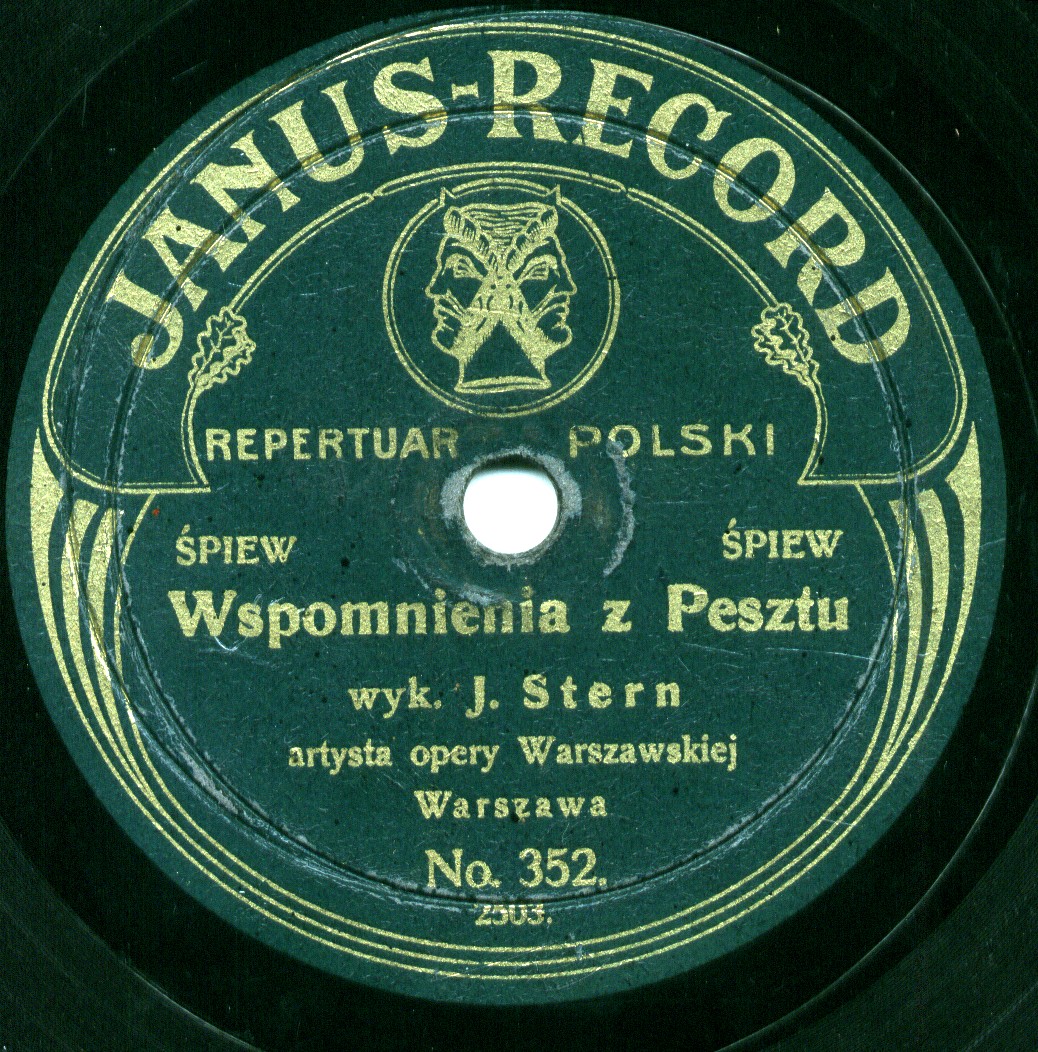 JANUS-RECORD
REPERTUAR POLSKI
ŚPIEW ŚPIEW
Wspomnienia z Pesztu
wyk. J. Stern
artysta opery Warszawskiej
Warszawa
No. 352.
2503.